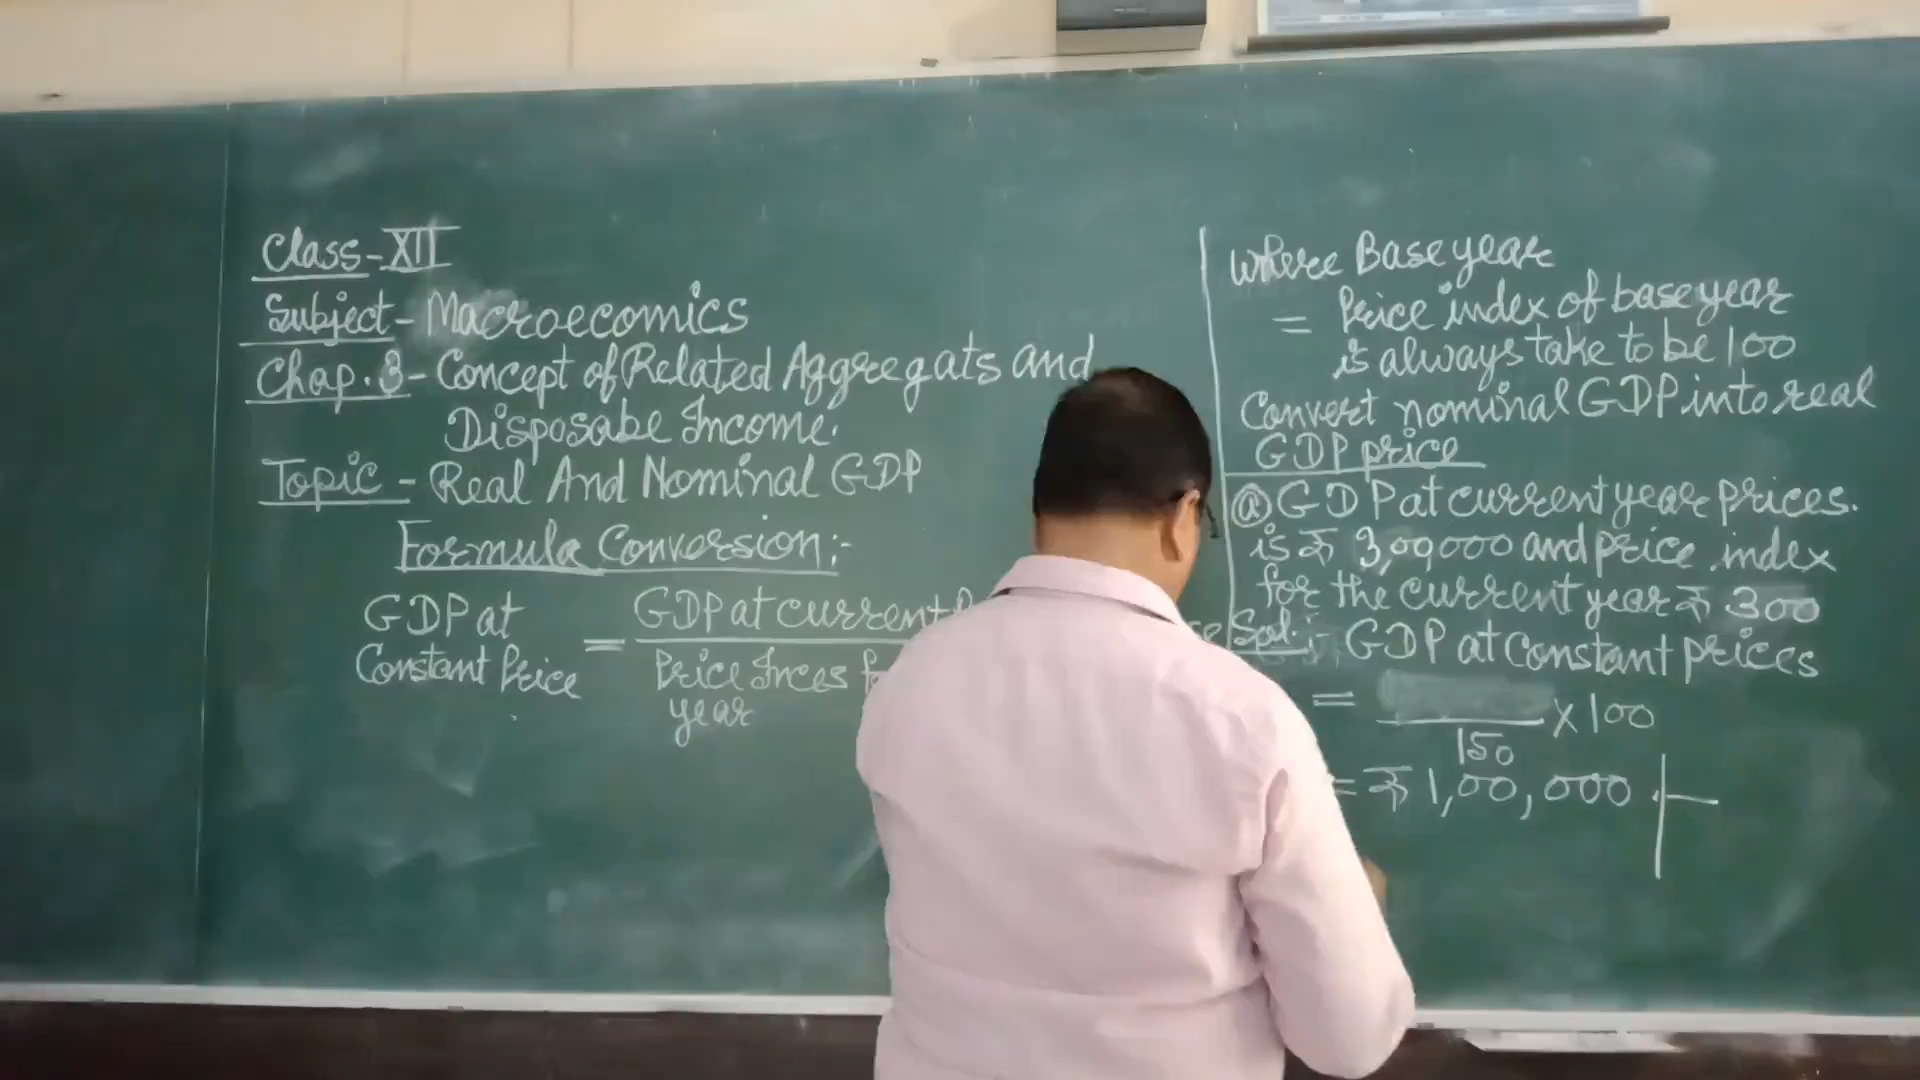 Class-XII
Subject- Macroecomics
Chap.3- Concept of Related Aggregats and
Disposabe Income.
Topic - Real And Nominal GDP
Formula Conversion:-
GDP at
Constant Price
=
GDP at current
Price Inces
year
Where Base year
= Price index of base year
is always take to be 100
Convert nominal GDP into real
GDP price
(a) GDP at current year prices.
is ₹ 3,00000 and price index
for the current year ₹ 300
Sol:- GDP at Constant prices
= ×100
150
= ₹ 1,00,000